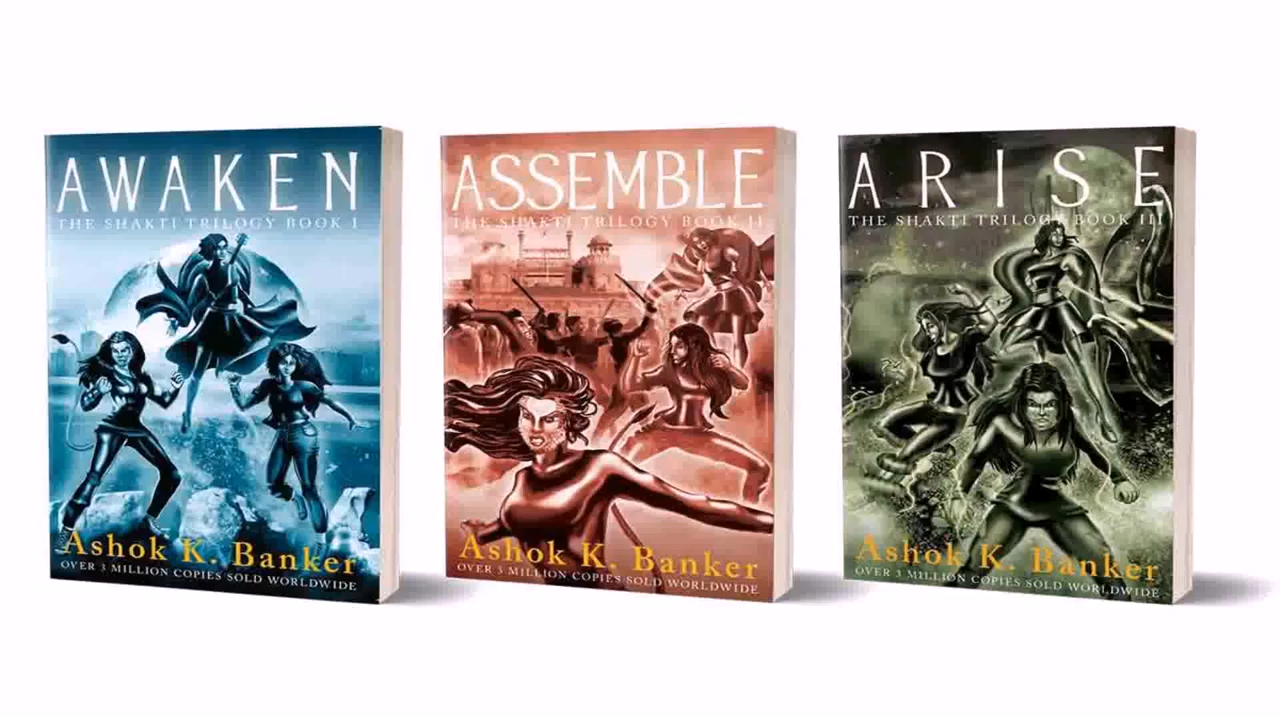 AWAKEN
THE SHAKTI TRILOGY BOOK I
Ashok K. Banker
OVER 3 MILLION COPIES SOLD WORLDWIDE
ASSEMBLE
THE SHAKTI TRILOGY BOOK II
Ashok K. Banker
OVER 3 MILLION COPIES SOLD WORLDWIDE
ARISE
THE SHAKTI TRILOGY BOOK III
Ashok K. Banker
OVER 3 MILLION COPIES SOLD WORLDWIDE